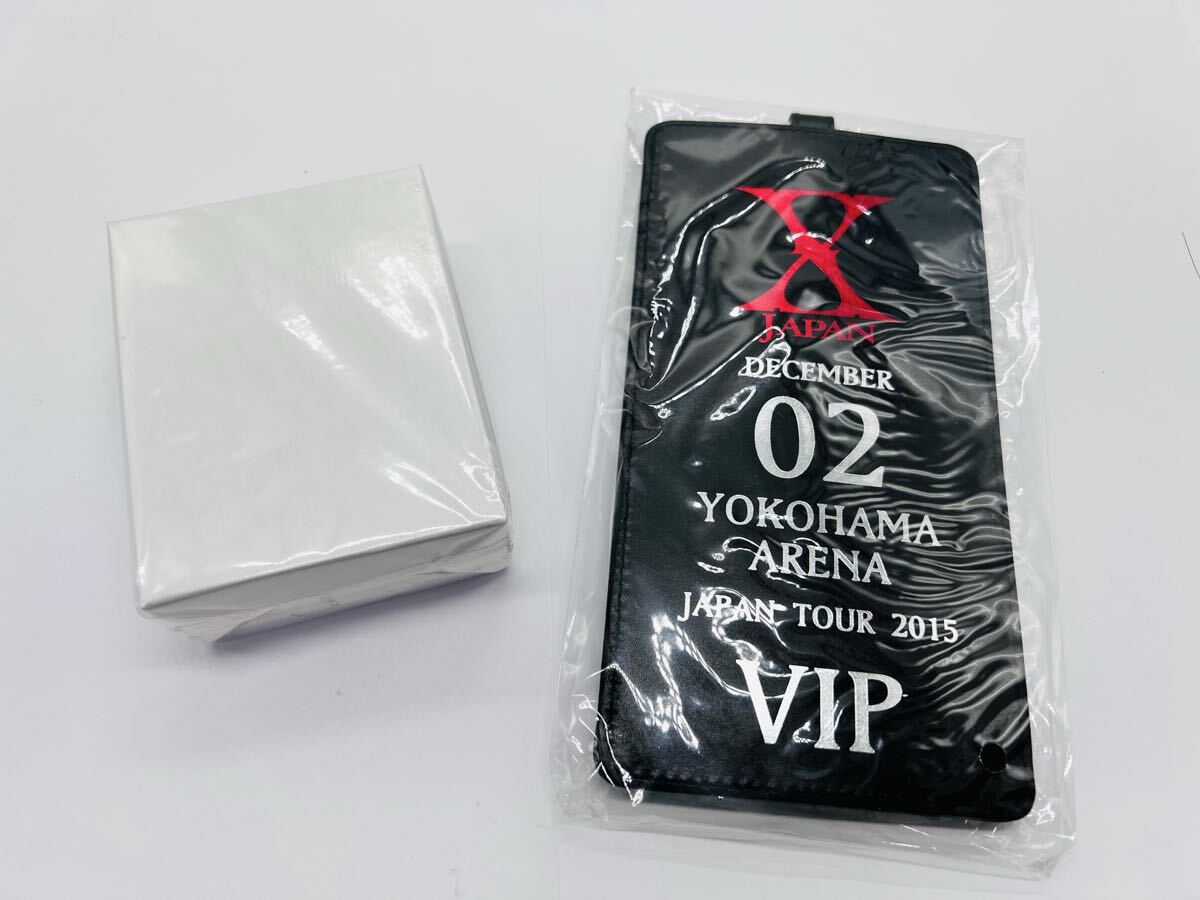 X
JAPAN
DECEMBER
02
YOKOHAMA
ARENA
JAPAN TOUR 2015
VIP